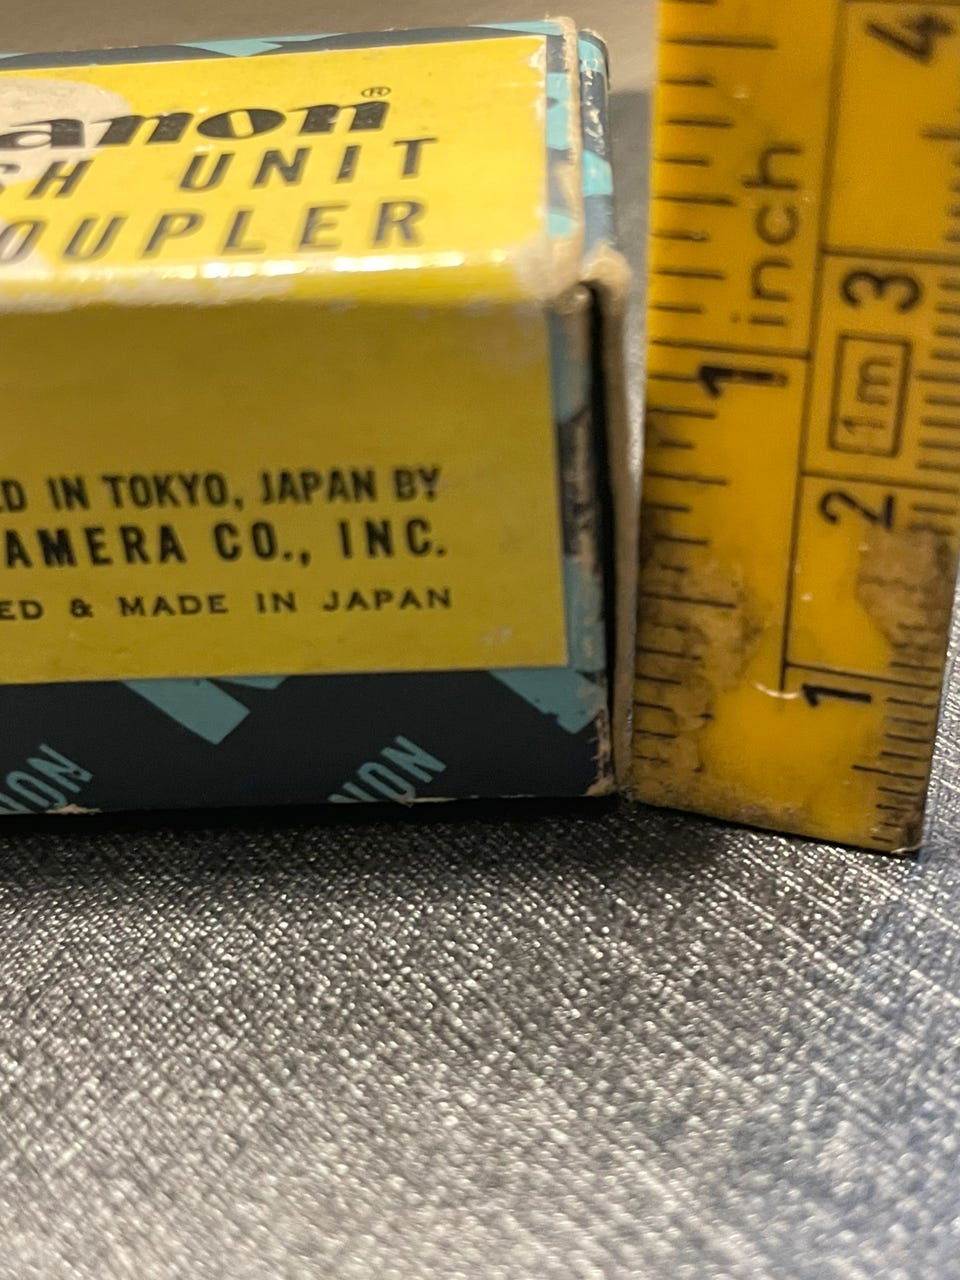 anon®
SH UNIT
OUPLER
ED IN TOKYO, JAPAN BY
AMERA CO., INC.
ED & MADE IN JAPAN
NON
NON
inch
1
4
3
1m
2
1